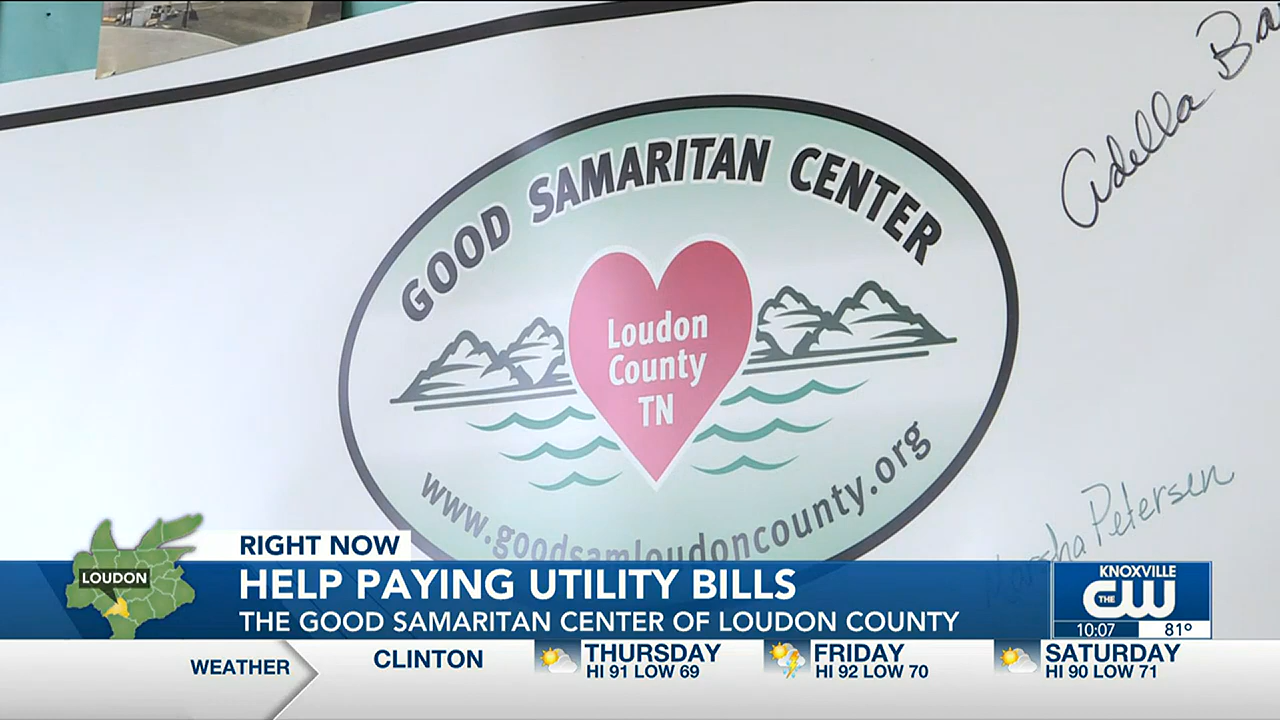 GOOD SAMARITAN CENTER
Loudon
County
TN
www.goodsamloudoncounty.org
Adella
Marsha Petersen
RIGHT NOW
HELP PAYING UTILITY BILLS
THE GOOD SAMARITAN CENTER OF LOUDON COUNTY
LOUDON
KNOXVILLE
THE CW
10:07 81°
WEATHER
CLINTON
THURSDAY
HI 91 LOW 69
FRIDAY
HI 92 LOW 70
SATURDAY
HI 90 LOW 71